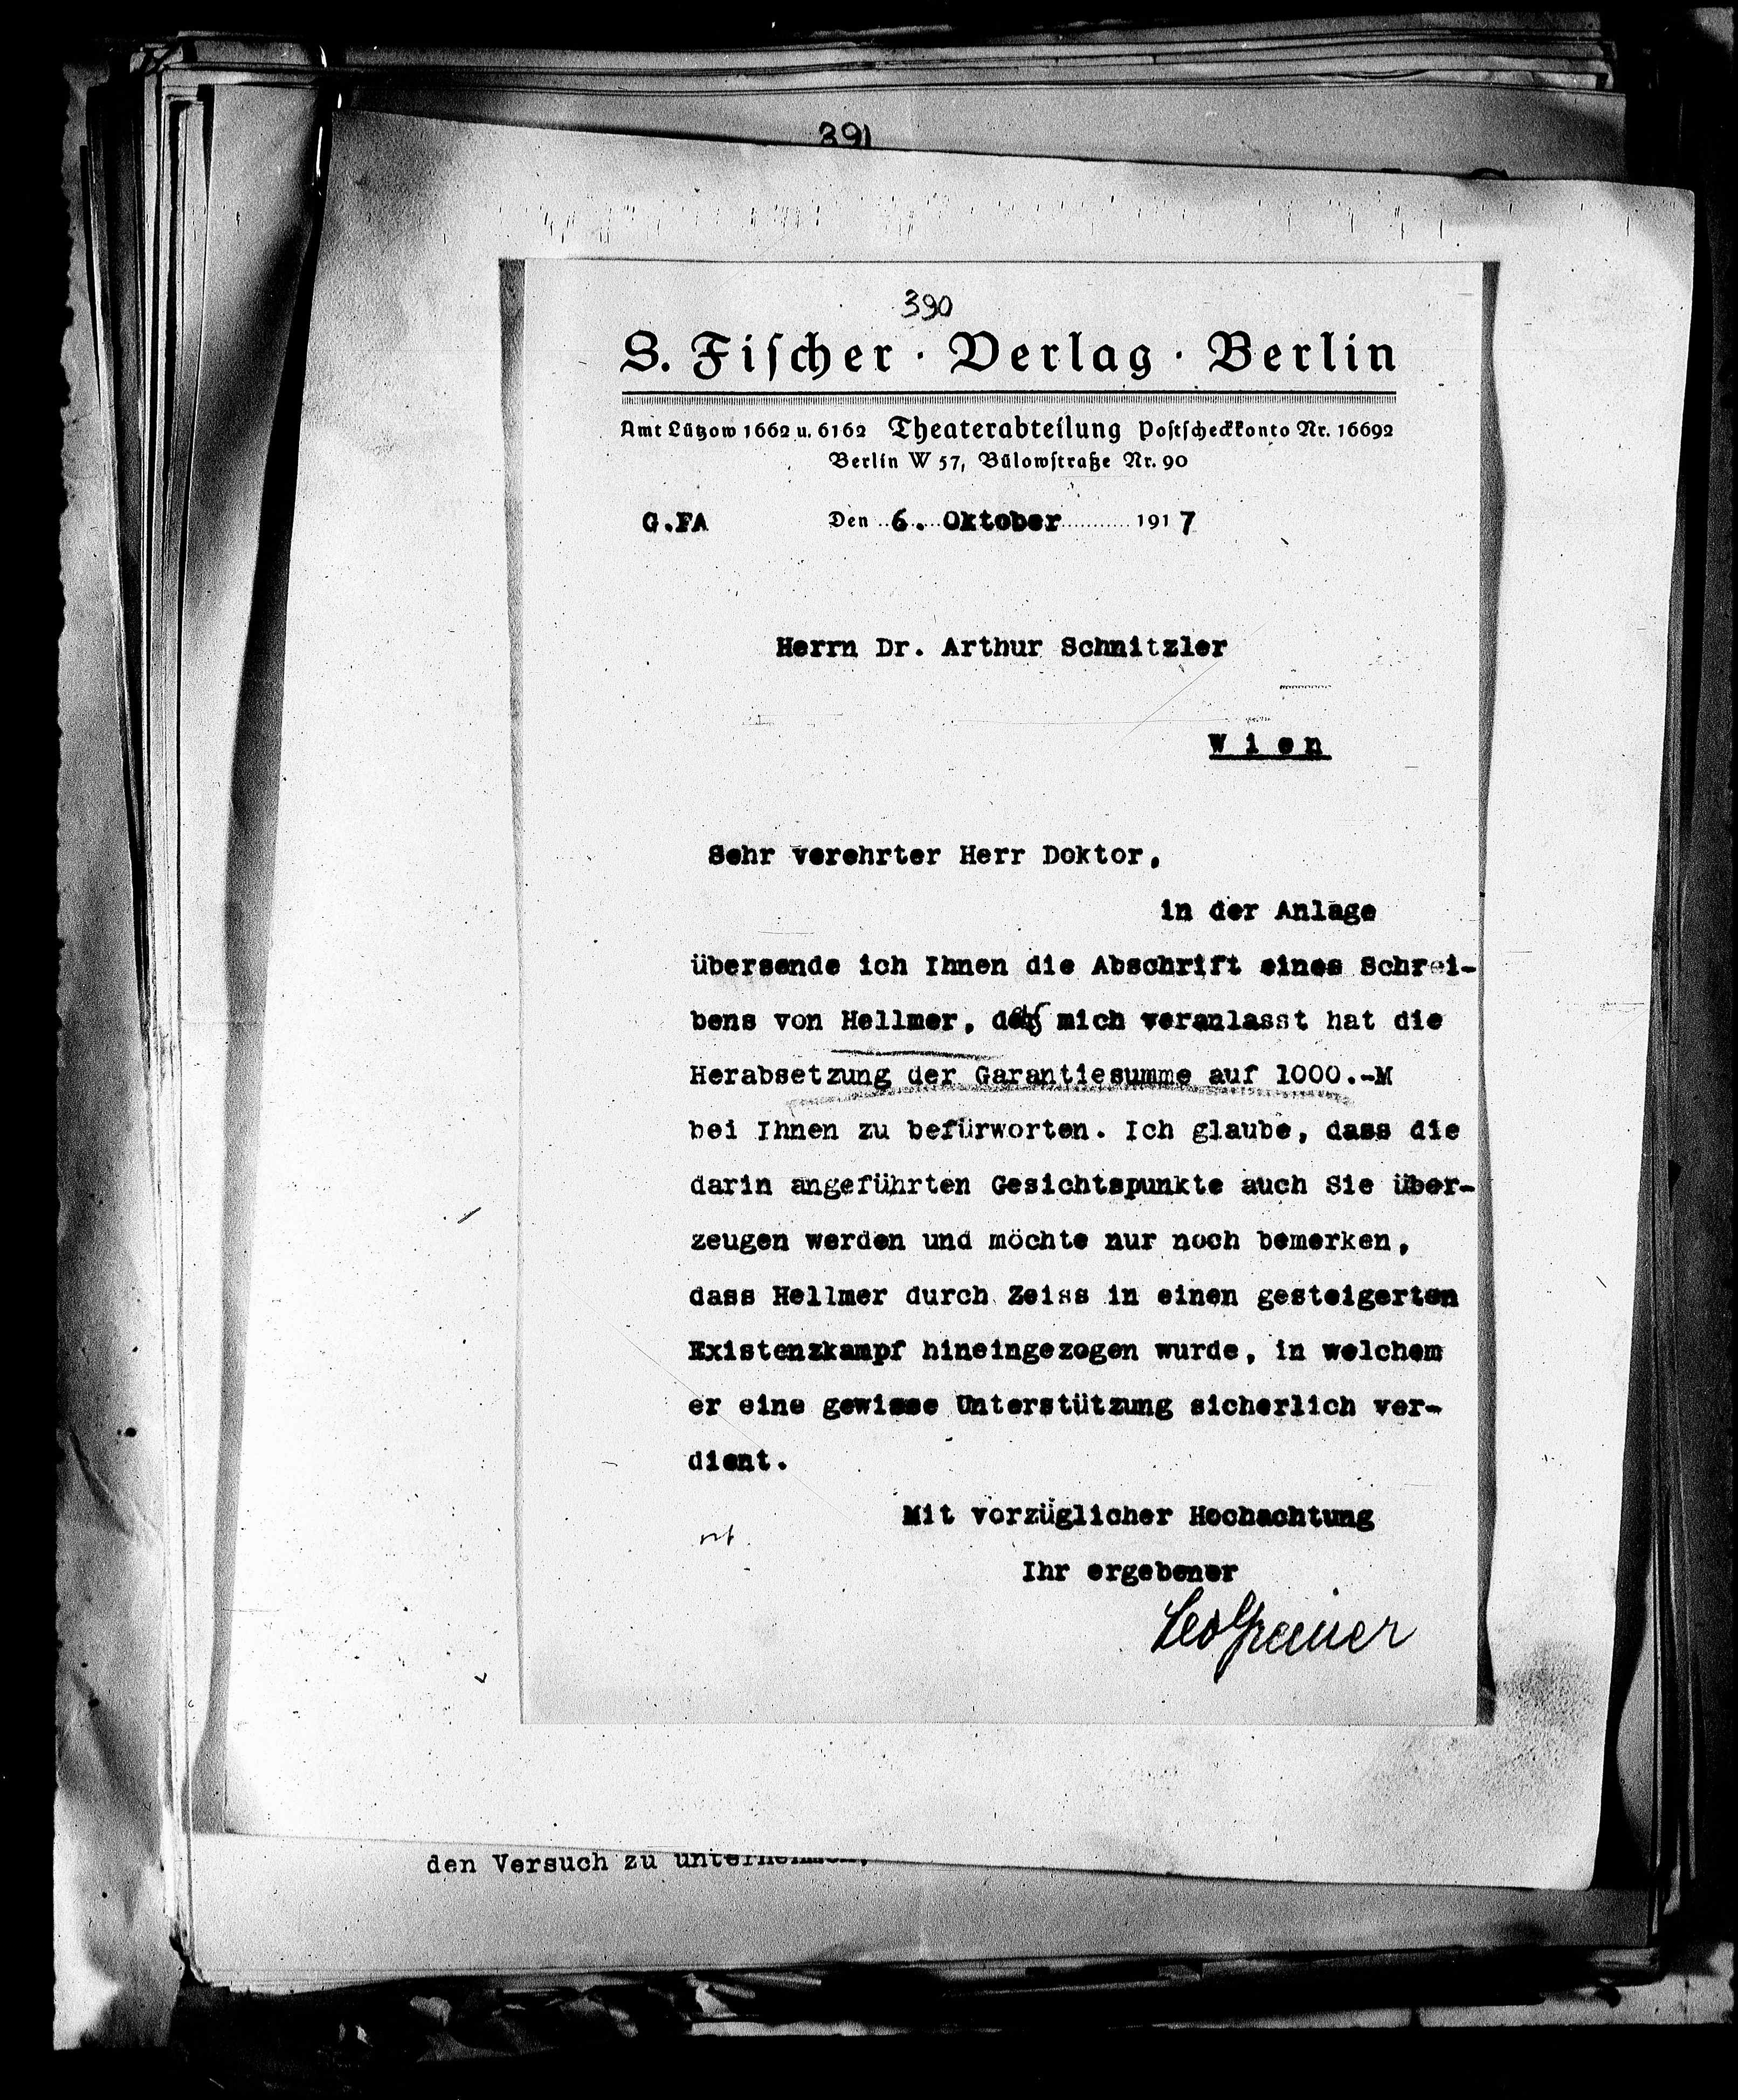 391
390
S. Fischer · Verlag · Berlin
Amt Lützow 1662 u. 6162 Theaterabteilung Postscheckkonto Nr. 16692
Berlin W 57, Bülowstraße Nr. 90
G.FA Den 6. Oktober 1917
Herrn Dr. Arthur Schnitzler
Wien
Sehr verehrter Herr Doktor,
in der Anlage
übersende ich Ihnen die Abschrift eines Schrei-
bens von Hellmer, das mich veranlasst hat die
Herabsetzung der Garantiesumme auf 1000.-M
bei Ihnen zu befürworten. Ich glaube, dass die
darin angeführten Gesichtspunkte auch Sie über-
zeugen werden und möchte nur noch bemerken,
dass Hellmer durch Zeiss in einen gesteigerten
Existenzkampf hineingezogen wurde, in welchem
er eine gewisse Unterstützung sicherlich ver-
dient.
Mit vorzüglicher Hochachtung
Ihr ergebener
Leo Greiner
den Versuch zu unternehmen,